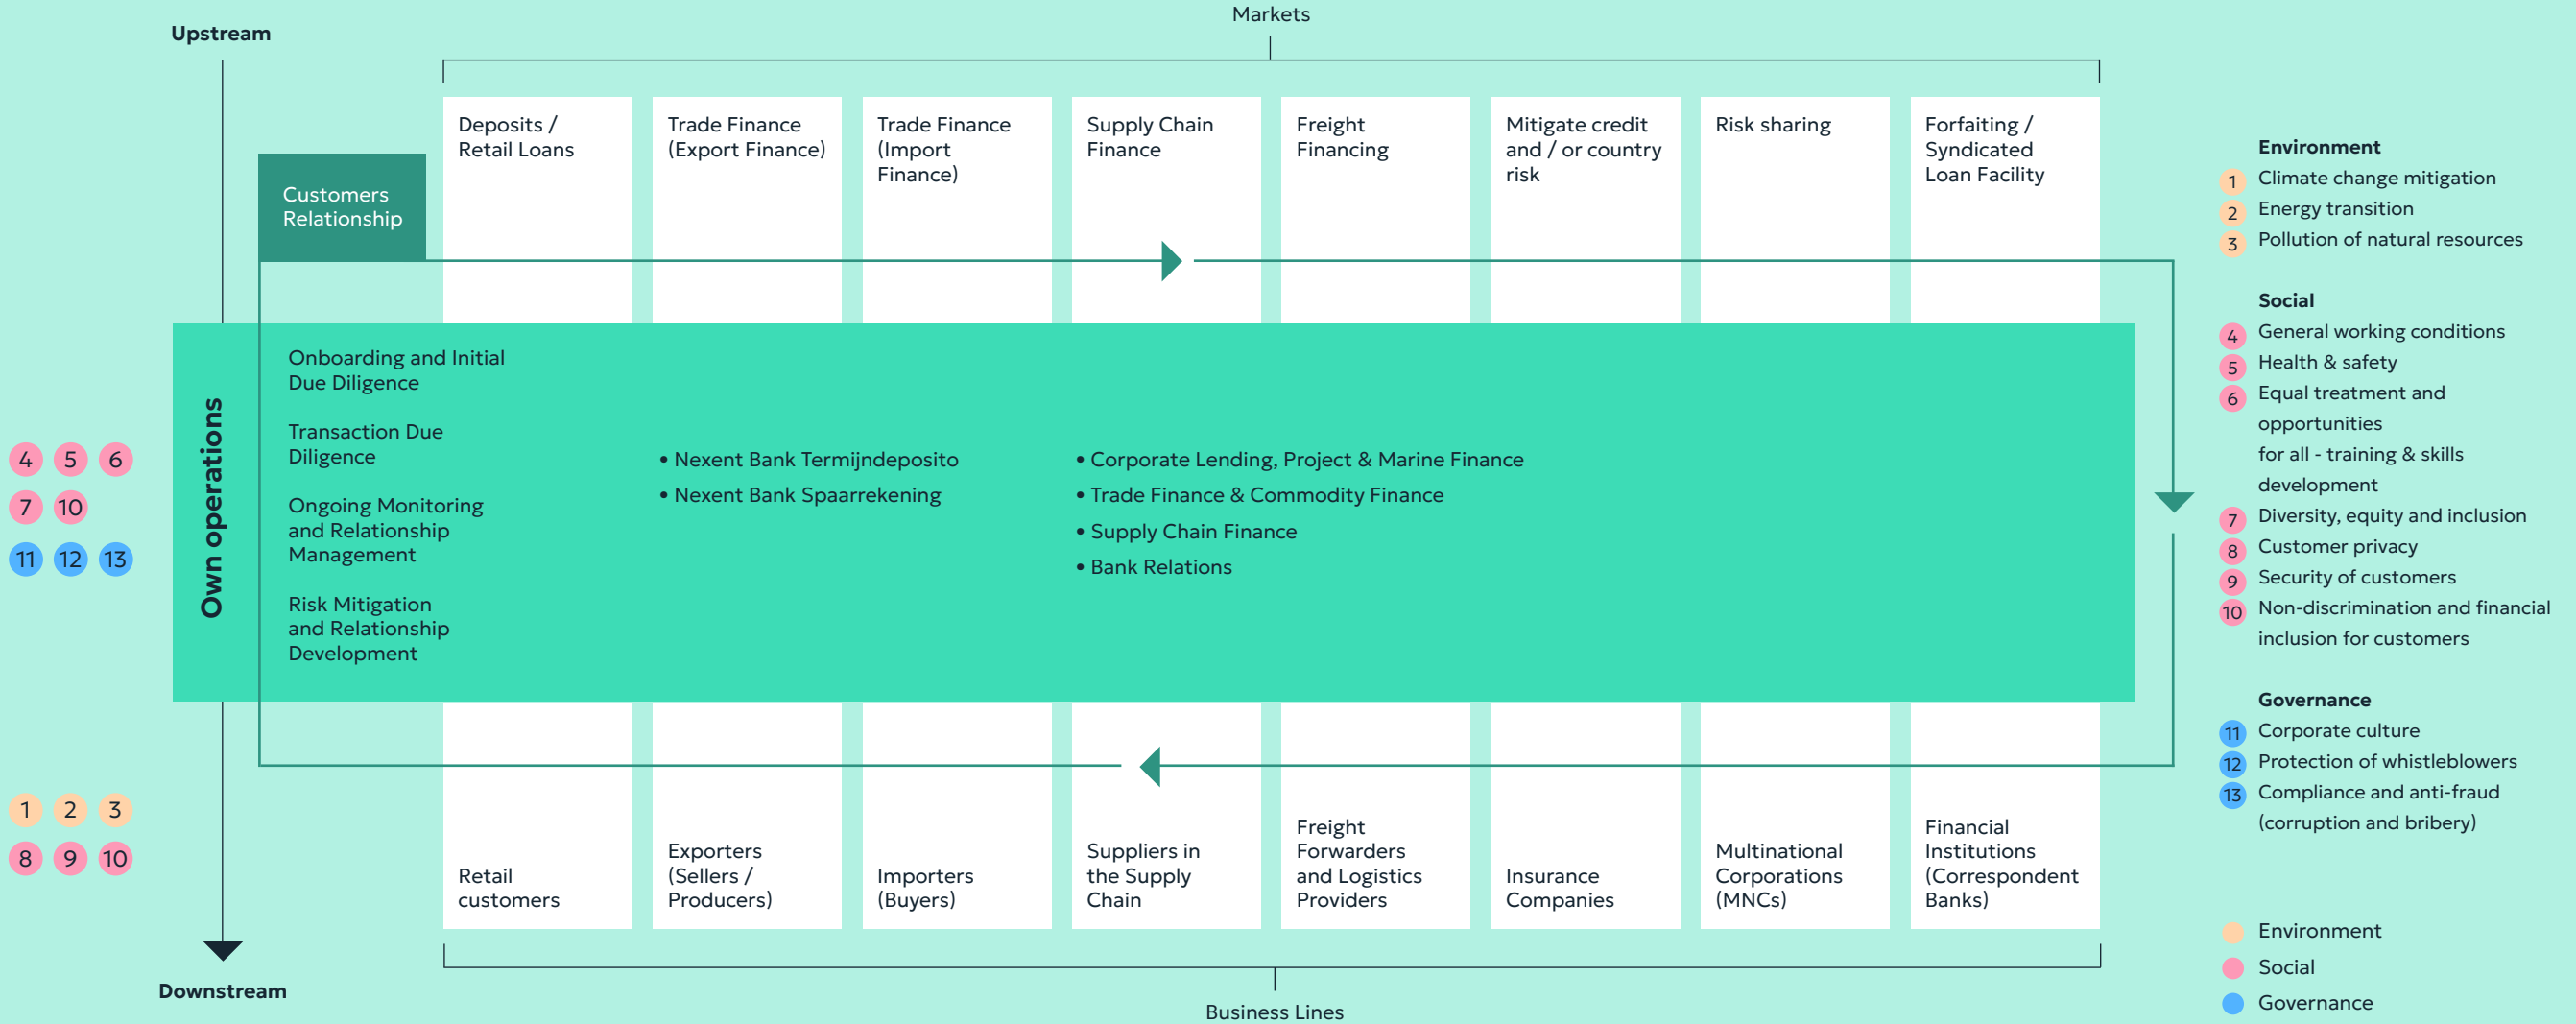 Markets
Upstream
Deposits /
Retail Loans
Trade Finance
(Export Finance)
Trade Finance
(Import
Finance)
Supply Chain
Finance
Freight
Financing
Mitigate credit
and / or country
risk
Risk sharing
Forfaiting /
Syndicated
Loan Facility
Customers
Relationship
Own operations
Onboarding and Initial
Due Diligence
Transaction Due
Diligence
Ongoing Monitoring
and Relationship
Management
Risk Mitigation
and Relationship
Development
• Nexent Bank Termijndeposito
• Nexent Bank Spaarrekening
• Corporate Lending, Project & Marine Finance
• Trade Finance & Commodity Finance
• Supply Chain Finance
• Bank Relations
4 5 6
7 10
11 12 13
1 2 3
8 9 10
Retail
customers
Exporters
(Sellers /
Producers)
Importers
(Buyers)
Suppliers in
the Supply
Chain
Freight
Forwarders
and Logistics
Providers
Insurance
Companies
Multinational
Corporations
(MNCs)
Financial
Institutions
(Correspondent
Banks)
Downstream
Business Lines
Environment
1 Climate change mitigation
2 Energy transition
3 Pollution of natural resources
Social
4 General working conditions
5 Health & safety
6 Equal treatment and
opportunities
for all - training & skills
development
7 Diversity, equity and inclusion
8 Customer privacy
9 Security of customers
10 Non-discrimination and financial
inclusion for customers
Governance
11 Corporate culture
12 Protection of whistleblowers
13 Compliance and anti-fraud
(corruption and bribery)
Environment
Social
Governance